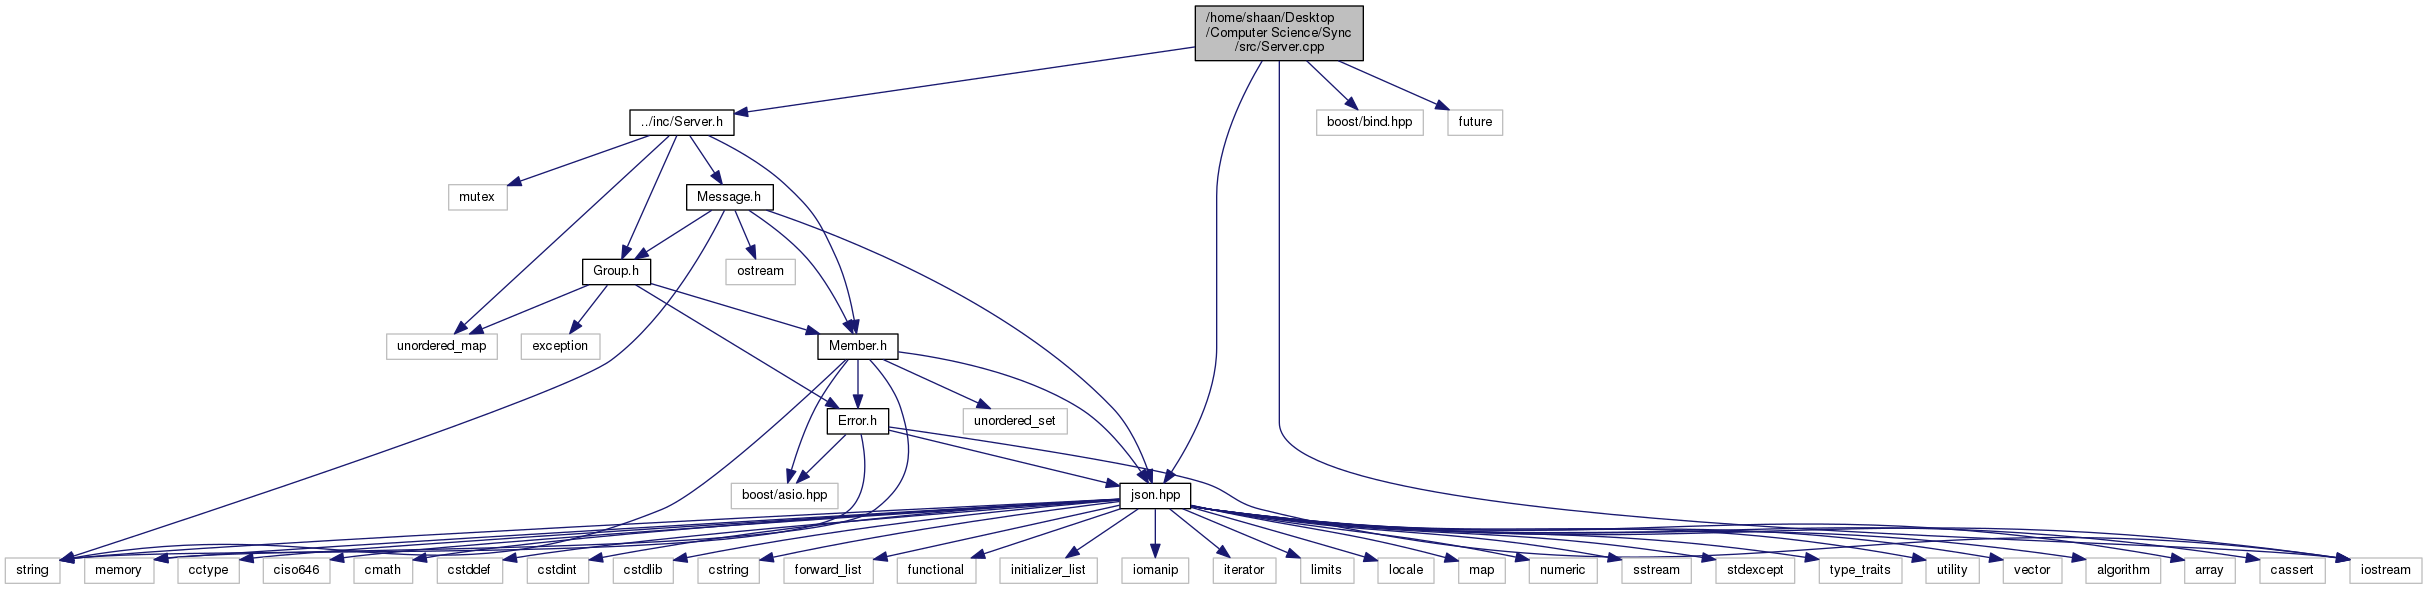 /home/shaan/Desktop
/Computer Science/Sync
/src/Server.cpp
../inc/Server.h
boost/bind.hpp
future
mutex
Message.h
Group.h
ostream
unordered_map
exception
Member.h
Error.h
unordered_set
boost/asio.hpp
json.hpp
string
memory
cctype
ciso646
cmath
cstddef
cstdint
cstdlib
cstring
forward_list
functional
initializer_list
iomanip
iterator
limits
locale
map
numeric
sstream
stdexcept
type_traits
utility
vector
algorithm
array
cassert
iostream